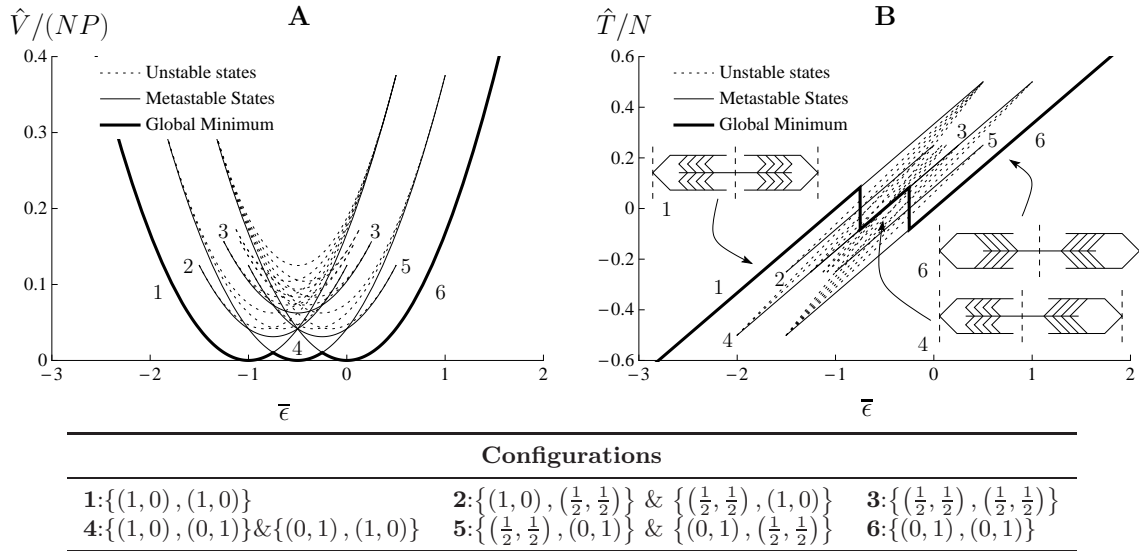 V̂/(NP)
A
0.4
0.3
0.2
0.1
0
−3
−2
−1
0
1
2
ε̅
Unstable states
Metastable States
Global Minimum
1
2
3
3
4
5
6
T̂/N
B
0.6
0.4
0.2
0
−0.2
−0.4
−0.6
−3
−2
−1
0
1
2
ε̅
Unstable states
Metastable States
Global Minimum
1
3
5
6
1
2
4
6
4
Configurations
1:{(1, 0) , (1, 0)} 2:{(1, 0) , (1/2, 1/2)} & {(1/2, 1/2) , (1, 0)} 3:{(1/2, 1/2) , (1/2, 1/2)}
4:{(1, 0) , (0, 1)}&{(0, 1) , (1, 0)} 5:{(1/2, 1/2) , (0, 1)} & {(0, 1) , (1/2, 1/2)} 6:{(0, 1) , (0, 1)}